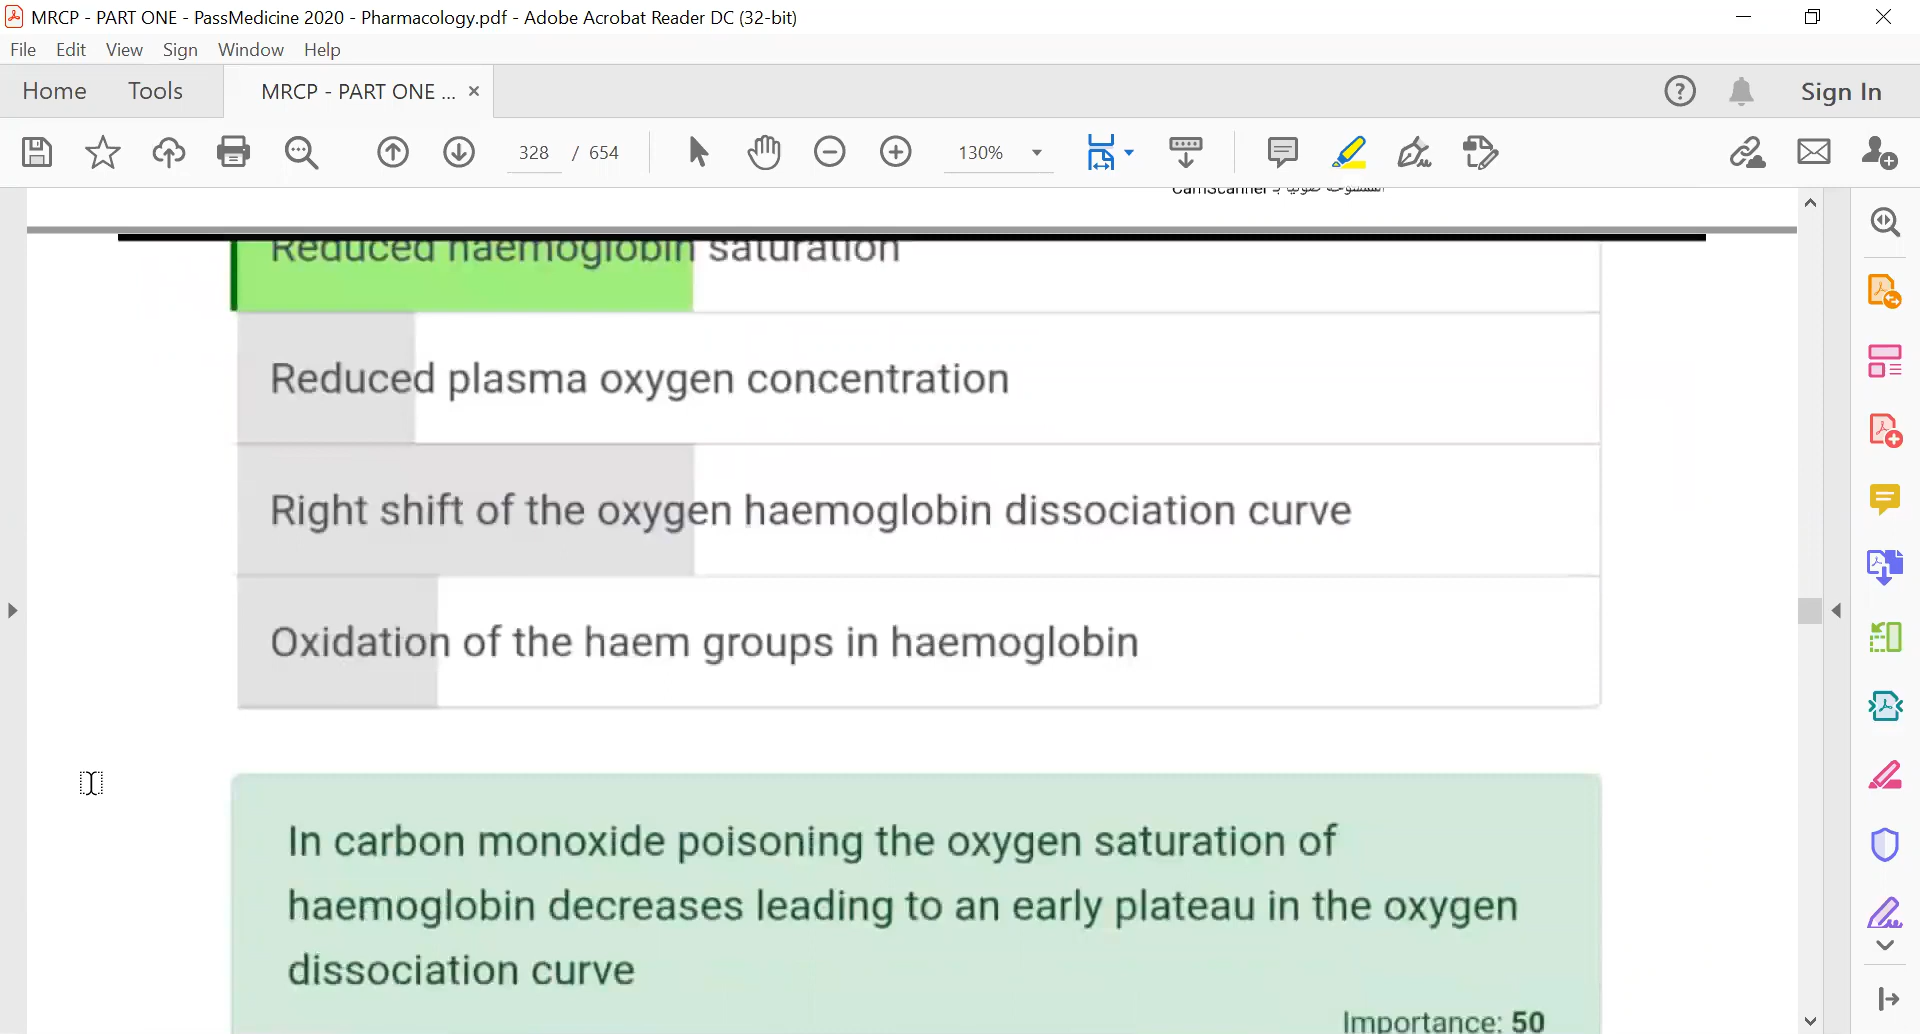 MRCP - PART ONE - PassMedicine 2020 - Pharmacology.pdf - Adobe Acrobat Reader DC (32-bit)
File Edit View Sign Window Help
Home Tools MRCP - PART ONE ... × Sign In
328 / 654 130%
CamScanner
Reduced haemoglobin saturation
Reduced plasma oxygen concentration
Right shift of the oxygen haemoglobin dissociation curve
Oxidation of the haem groups in haemoglobin
In carbon monoxide poisoning the oxygen saturation of
haemoglobin decreases leading to an early plateau in the oxygen
dissociation curve
Importance: 50